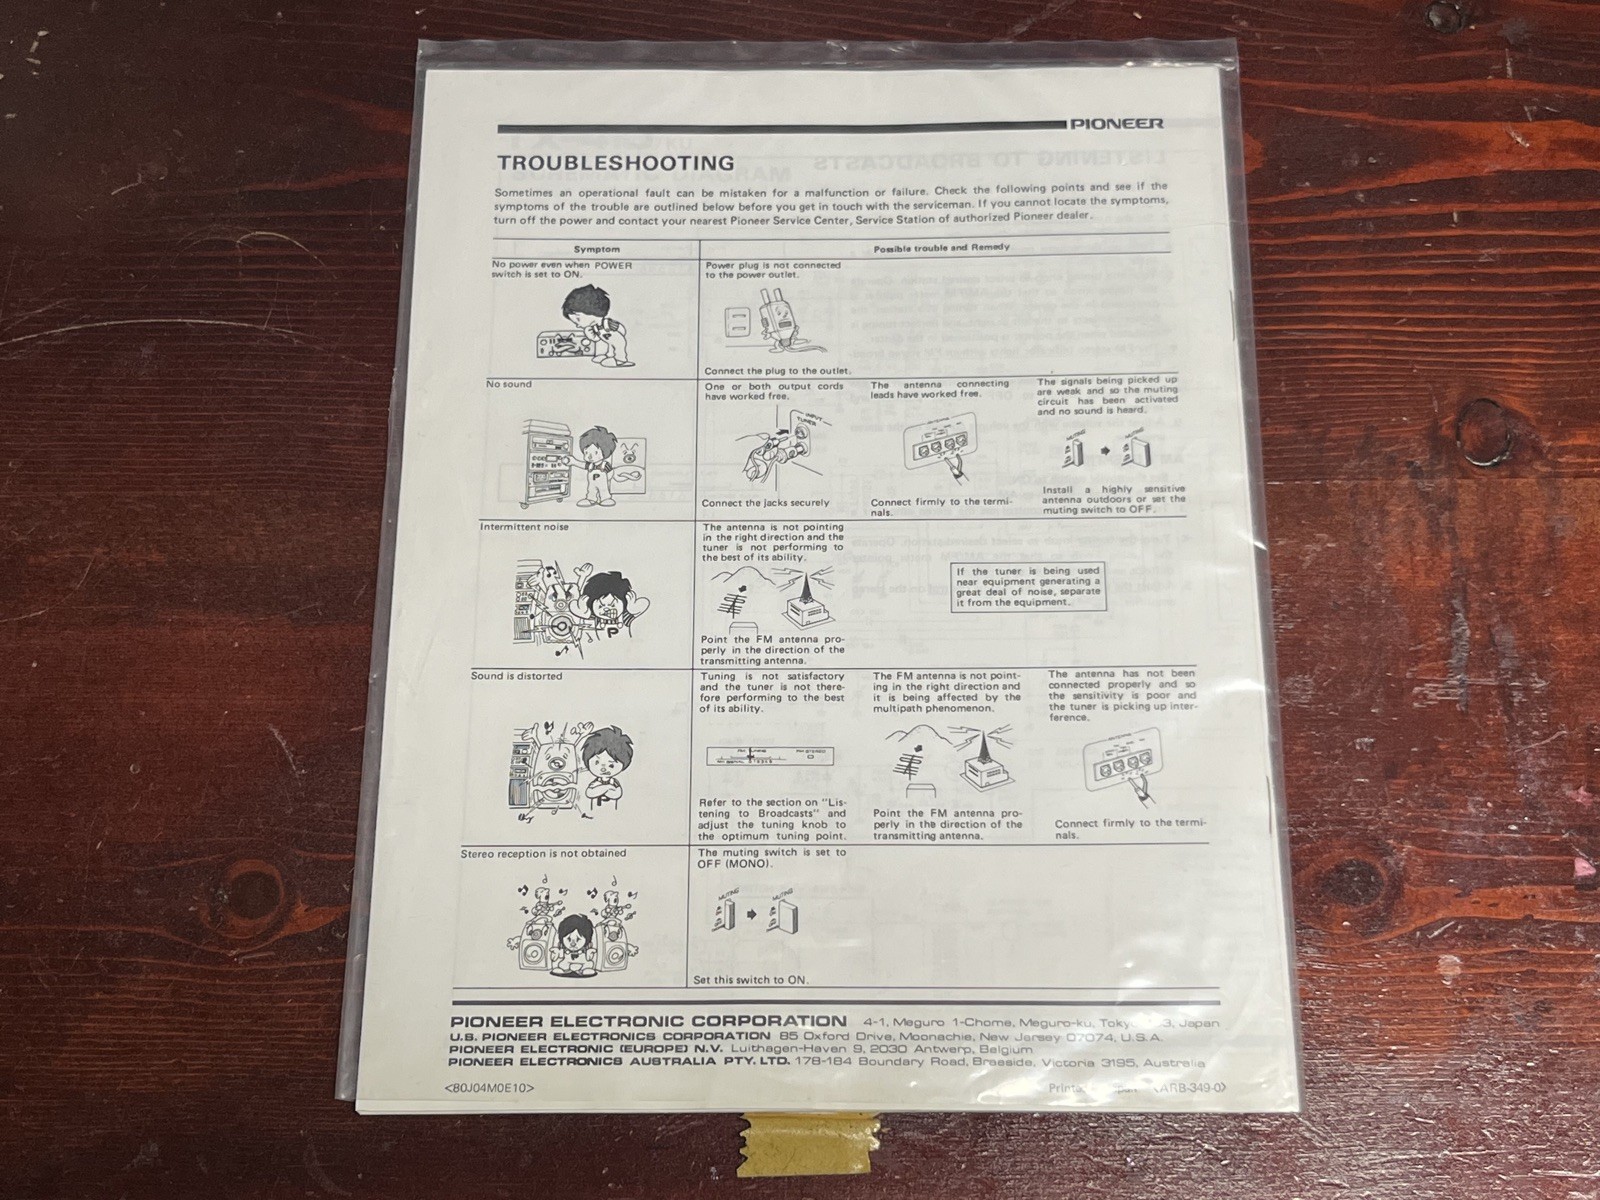 PIONEER
TROUBLESHOOTING
Sometimes an operational fault can be mistaken for a malfunction or failure. Check the following points and see if the
symptoms of the trouble are outlined below before you get in touch with the serviceman. If you cannot locate the symptoms,
turn off the power and contact your nearest Pioneer Service Center, Service Station of authorized Pioneer dealer.
Symptom
Possible trouble and Remedy
No power even when POWER
switch is set to ON.
Power plug is not connected
to the power outlet.
Connect the plug to the outlet.
No sound
One or both output cords
have worked free.
INPUT
TUNER
Connect the jacks securely
The antenna connecting
leads have worked free.
Connect firmly to the termi-
nals.
The signals being picked up
are weak and so the muting
circuit has been activated
and no sound is heard.
MUTING
MUTING
Install a highly sensitive
antenna outdoors or set the
muting switch to OFF.
Intermittent noise
The antenna is not pointing
in the right direction and the
tuner is not performing to
the best of its ability.
Point the FM antenna pro-
perly in the direction of the
transmitting antenna.
If the tuner is being used
near equipment generating a
great deal of noise, separate
it from the equipment.
Sound is distorted
Tuning is not satisfactory
and the tuner is not there-
fore performing to the best
of its ability.
Refer to the section on "Lis-
tening to Broadcasts" and
adjust the tuning knob to
the optimum tuning point.
The FM antenna is not point-
ing in the right direction and
it is being affected by the
multipath phenomenon.
Point the FM antenna pro-
perly in the direction of the
transmitting antenna.
The antenna has not been
connected properly and so
the sensitivity is poor and
the tuner is picking up inter-
ference.
Connect firmly to the termi-
nals.
Stereo reception is not obtained
The muting switch is set to
OFF (MONO).
MUTING
MUTING
Set this switch to ON.
PIONEER ELECTRONIC CORPORATION 4-1, Meguro 1-Chome, Meguro-ku, Japan
U.S. PIONEER ELECTRONICS CORPORATION 85 Oxford Drive, Moonachie, New Jersey 07074, U.S.A.
PIONEER ELECTRONIC (EUROPE) N.V. Luithagen-Haven 9, 2030 Antwerp, Belgium
PIONEER ELECTRONICS AUSTRALIA PTY. LTD. 178-184 Boundary Road, Braeside, Victoria 3195, Australia
<80J04M0E10>
<ARB-349-0>